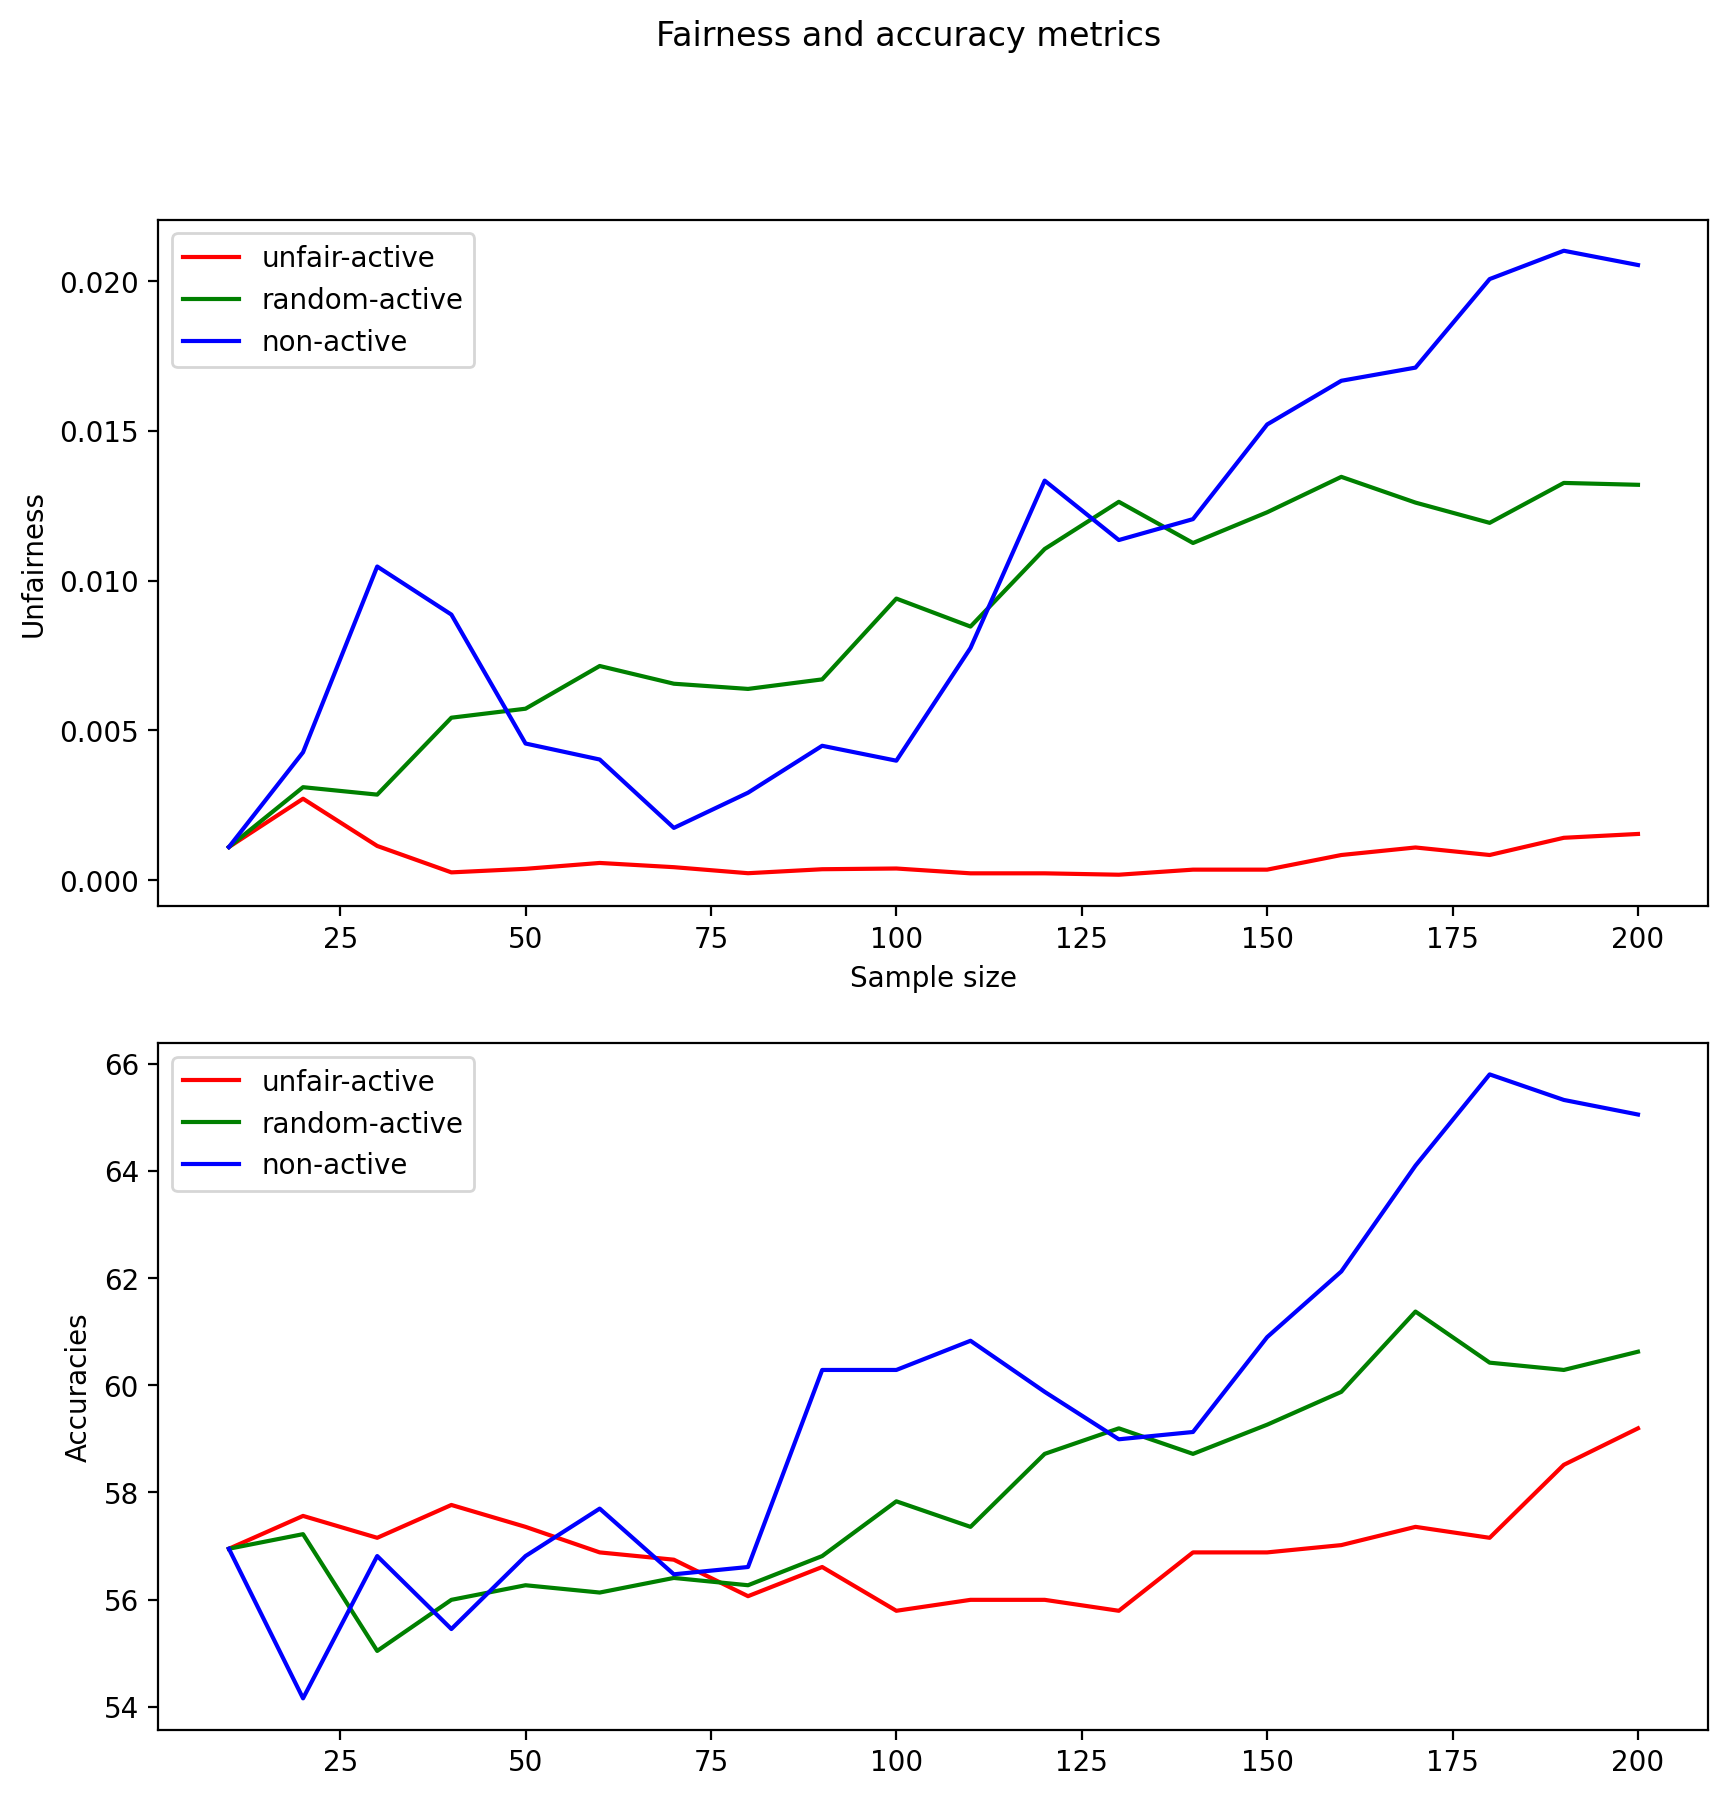 Fairness and accuracy metrics
unfair-active
random-active
non-active
0.020
0.015
0.010
0.005
0.000
Unfairness
25 50 75 100 125 150 175 200
Sample size
unfair-active
random-active
non-active
66
64
62
60
58
56
54
Accuracies
25 50 75 100 125 150 175 200